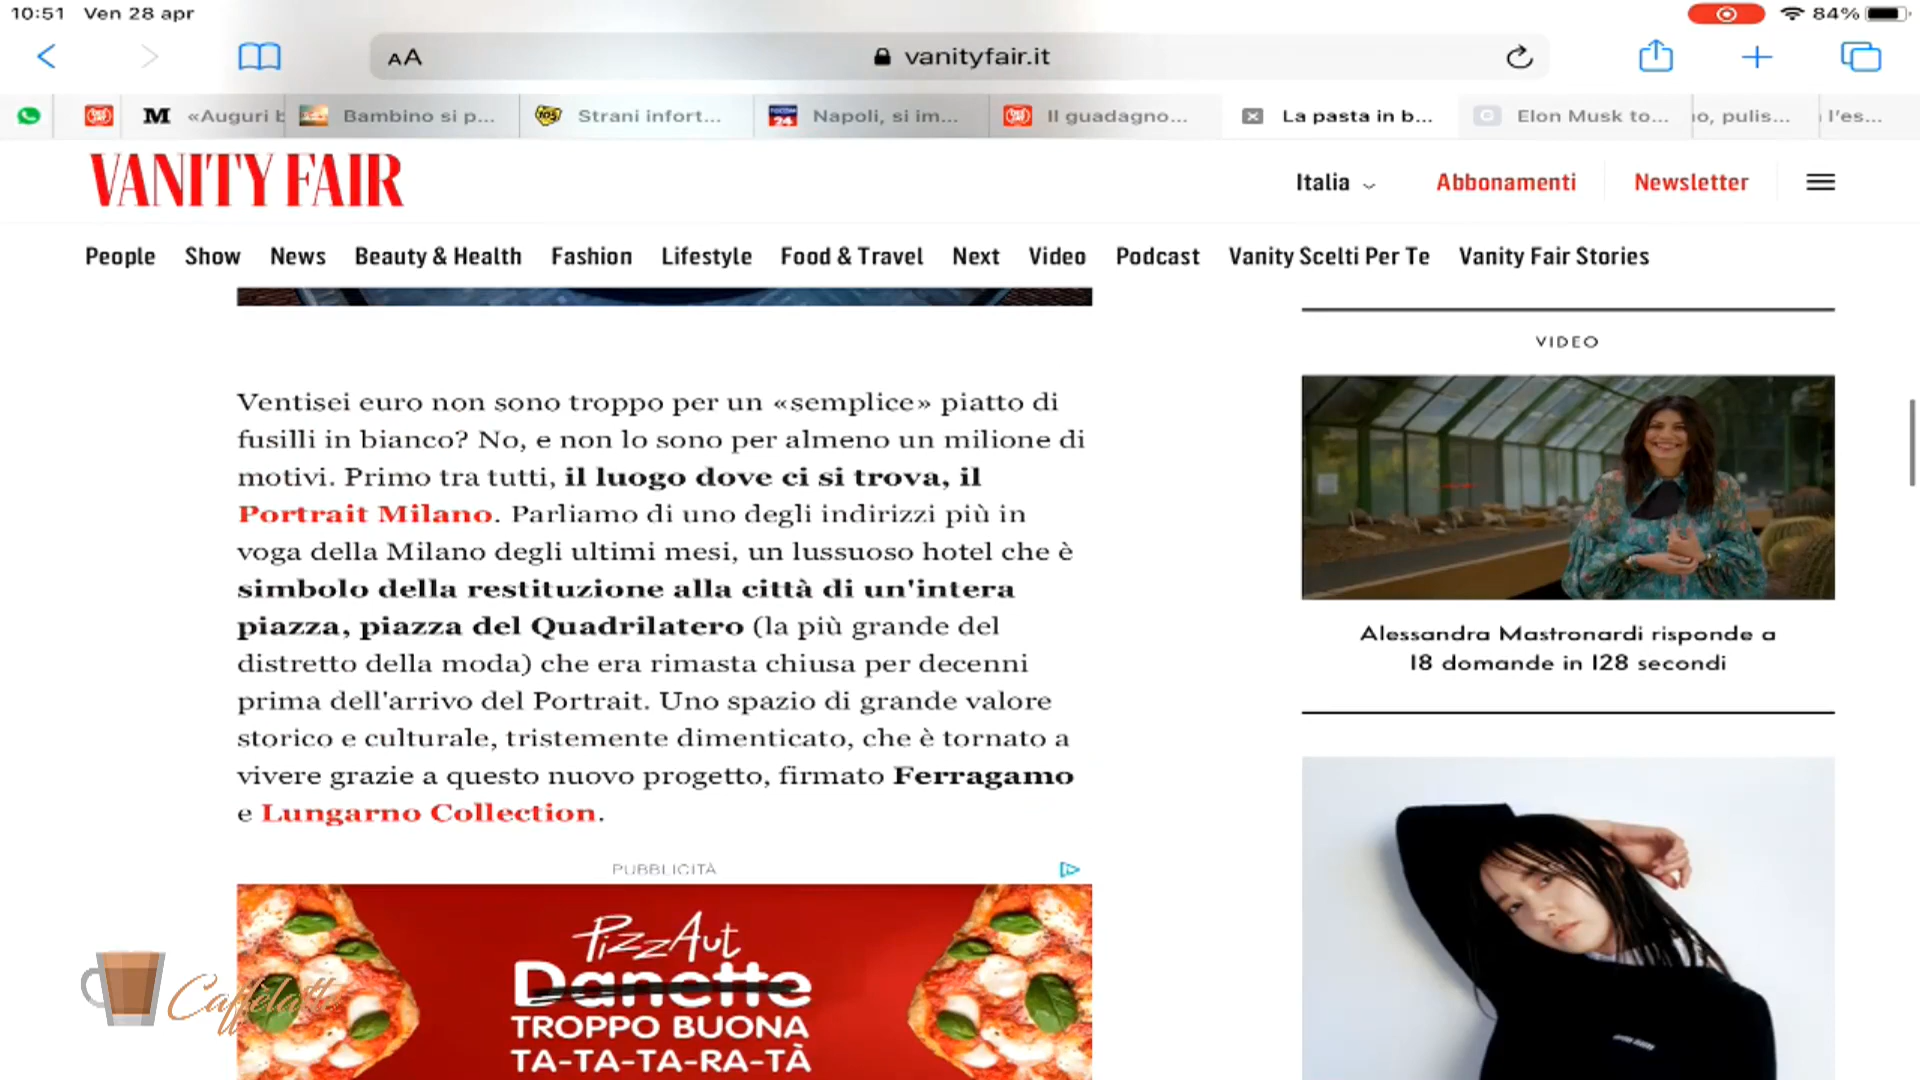 10:51 Ven 28 apr
84%
AA
vanityfair.it
M «Auguri b
Bambino si p...
105 Strani infort...
24 Napoli, si im...
Il guadagno...
La pasta in b...
Elon Musk to...
o, pulis...
l'es...
VANITY FAIR
Italia
Abbonamenti
Newsletter
People Show News Beauty & Health Fashion Lifestyle Food & Travel Next Video Podcast Vanity Scelti Per Te Vanity Fair Stories
Ventisei euro non sono troppo per un «semplice» piatto di
fusilli in bianco? No, e non lo sono per almeno un milione di
motivi. Primo tra tutti, il luogo dove ci si trova, il
Portrait Milano. Parliamo di uno degli indirizzi più in
voga della Milano degli ultimi mesi, un lussuoso hotel che è
simbolo della restituzione alla città di un'intera
piazza, piazza del Quadrilatero (la più grande del
distretto della moda) che era rimasta chiusa per decenni
prima dell'arrivo del Portrait. Uno spazio di grande valore
storico e culturale, tristemente dimenticato, che è tornato a
vivere grazie a questo nuovo progetto, firmato Ferragamo
e Lungarno Collection.
PUBBLICITÀ
PizzAut
Danette
TROPPO BUONA
TA-TA-TA-RA-TÀ
Caffelatte
VIDEO
Alessandra Mastronardi risponde a
18 domande in 128 secondi